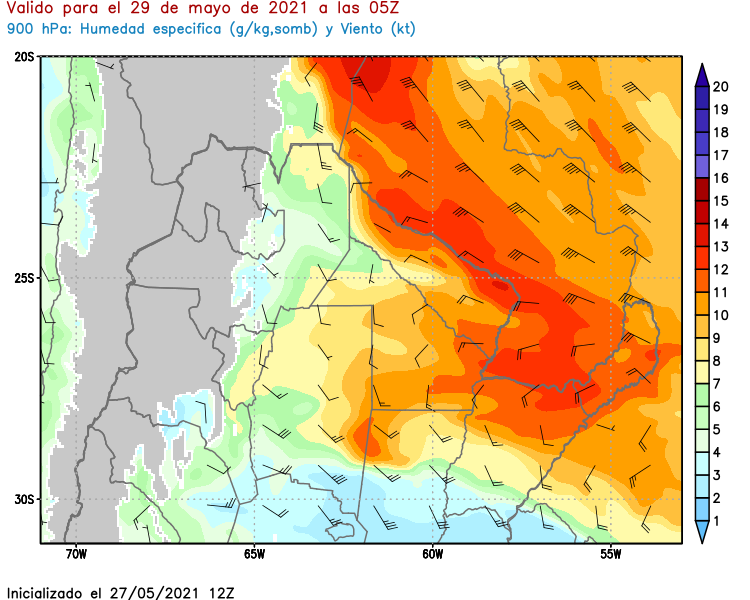 Valido para el 29 de mayo de 2021 a las 05Z
900 hPa: Humedad especifica (g/kg,somb) y Viento (kt)
20S
25S
30S
70W
65W
60W
55W
20
19
18
17
16
15
14
13
12
11
10
9
8
7
6
5
4
3
2
1
Inicializado el 27/05/2021 12Z